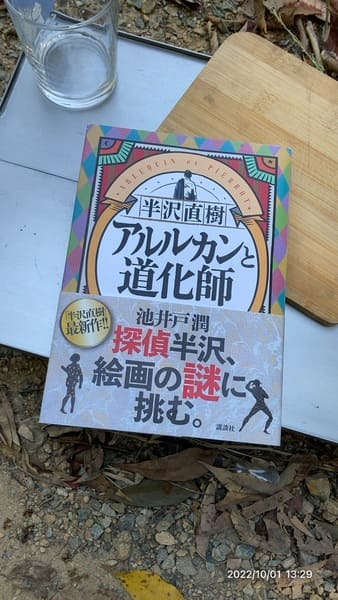 ARLEQUIN et PIERROT
半沢直樹
アルルカンと
道化師
半沢直樹
最新作!!
池井戸潤
探偵半沢、
絵画の謎に
挑む。
講談社
2022/10/01 13:29